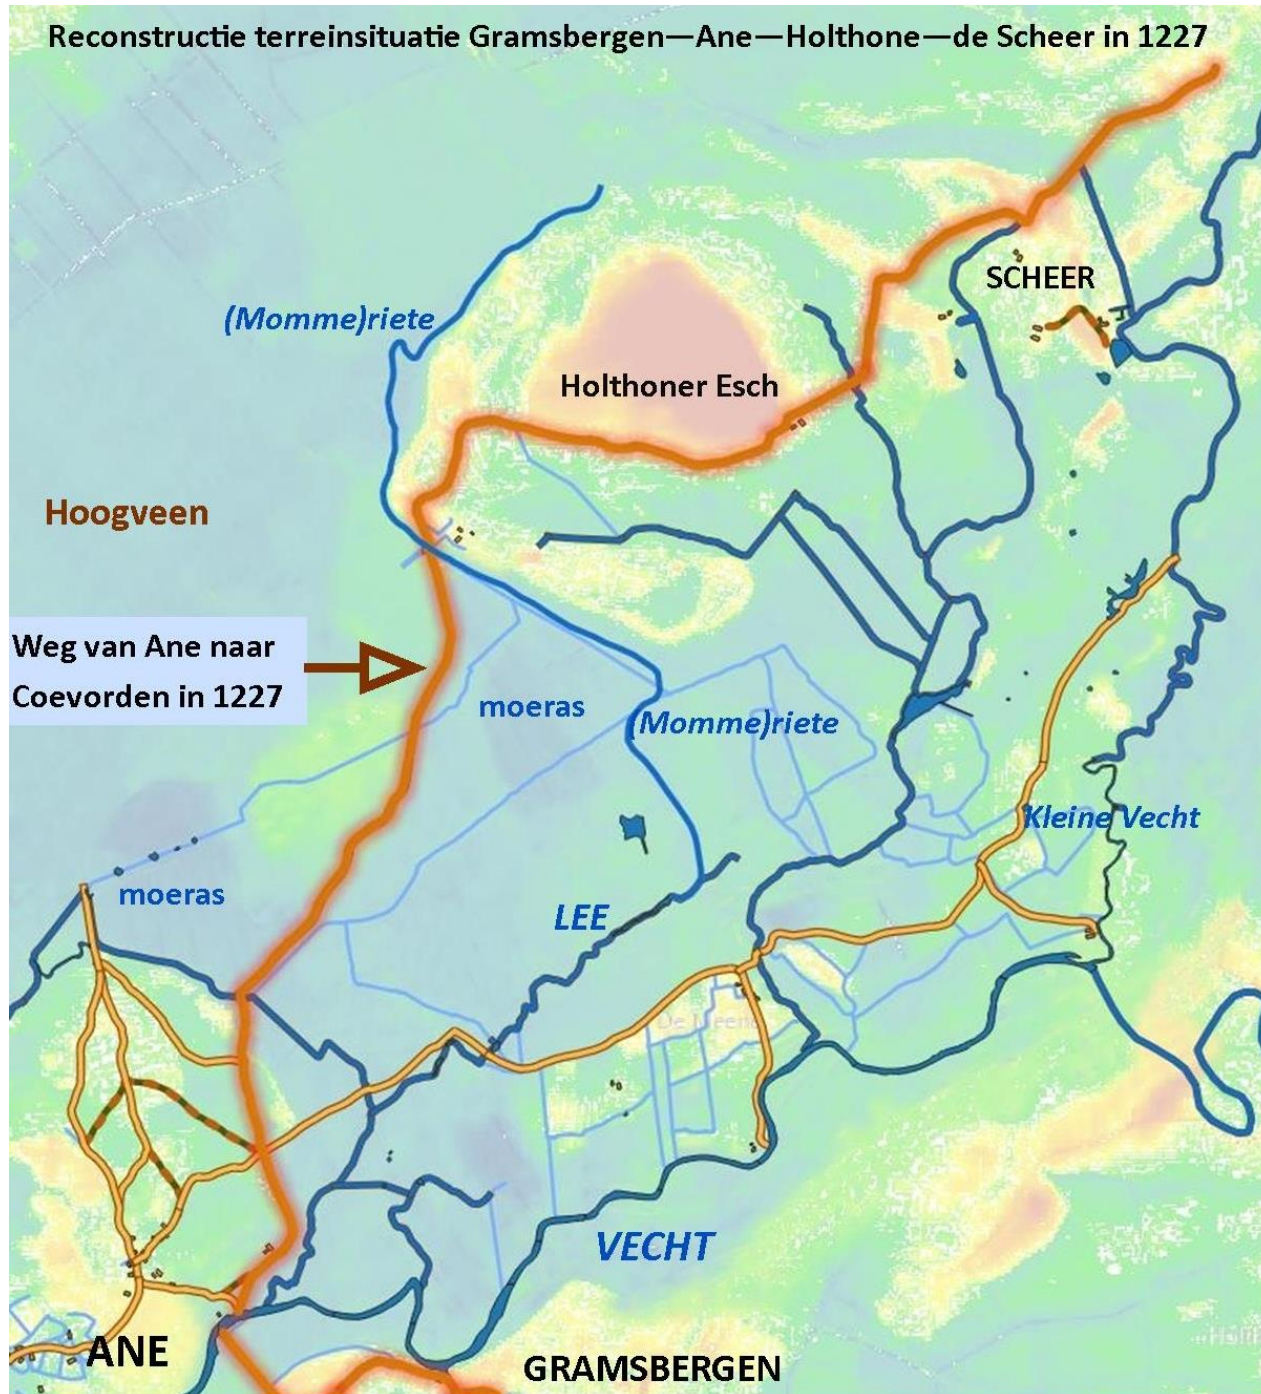 Reconstructie terreinsituatie Gramsbergen—Ane—Holthone—de Scheer in 1227
SCHEER
(Momme)riete
Holthoner Esch
Hoogveen
Weg van Ane naar
Coevorden in 1227
moeras
(Momme)riete
Kleine Vecht
moeras
LEE
VECHT
ANE
GRAMSBERGEN